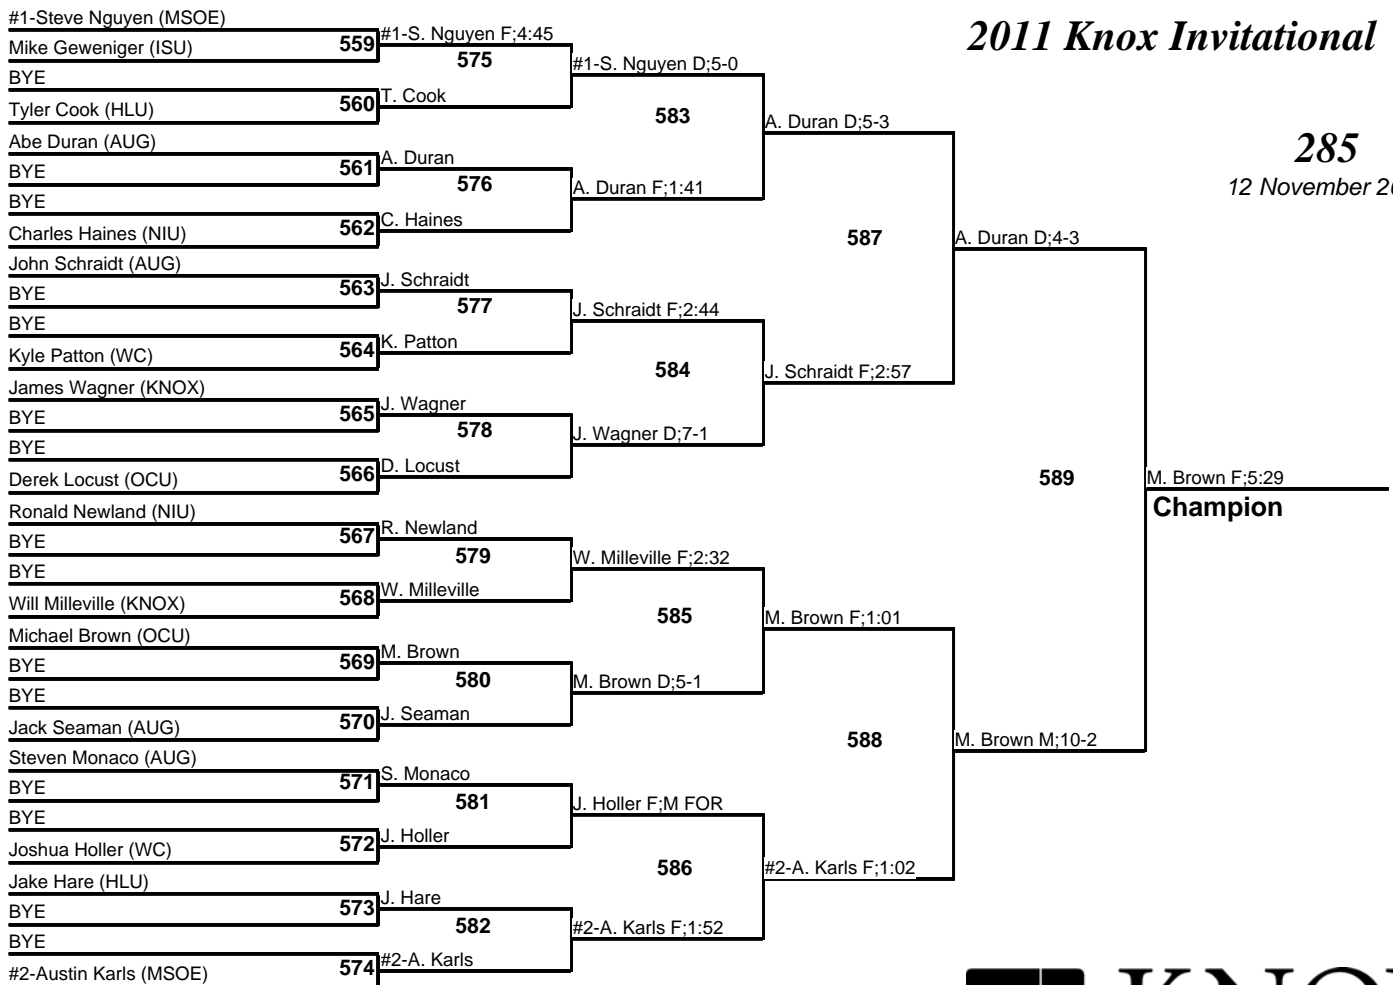 2011 Knox Invitational
285
12 November 20
#1-Steve Nguyen (MSOE)
Mike Geweniger (ISU)
BYE
Tyler Cook (HLU)
Abe Duran (AUG)
BYE
BYE
Charles Haines (NIU)
John Schraidt (AUG)
BYE
BYE
Kyle Patton (WC)
James Wagner (KNOX)
BYE
BYE
Derek Locust (OCU)
Ronald Newland (NIU)
BYE
BYE
Will Milleville (KNOX)
Michael Brown (OCU)
BYE
BYE
Jack Seaman (AUG)
Steven Monaco (AUG)
BYE
BYE
Joshua Holler (WC)
Jake Hare (HLU)
BYE
BYE
#2-Austin Karls (MSOE)
559
560
561
562
563
564
565
566
567
568
569
570
571
572
573
574
#1-S. Nguyen F;4:45
575
T. Cook
A. Duran
576
C. Haines
J. Schraidt
577
K. Patton
J. Wagner
578
D. Locust
R. Newland
579
W. Milleville
M. Brown
580
J. Seaman
S. Monaco
581
J. Holler
J. Hare
582
#2-A. Karls
#1-S. Nguyen D;5-0
583
A. Duran F;1:41
J. Schraidt F;2:44
584
J. Wagner D;7-1
W. Milleville F;2:32
585
M. Brown D;5-1
J. Holler F;M FOR
586
#2-A. Karls F;1:52
A. Duran D;5-3
587
J. Schraidt F;2:57
M. Brown F;1:01
588
#2-A. Karls F;1:02
A. Duran D;4-3
589
M. Brown M;10-2
M. Brown F;5:29
Champion